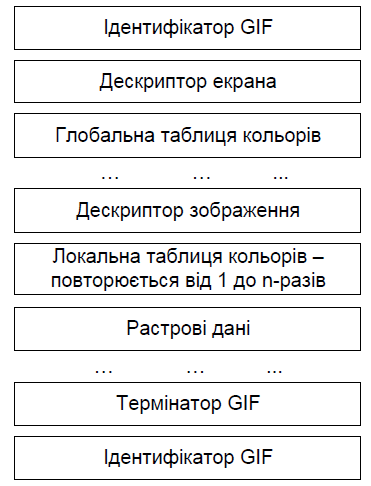 Ідентифікатор GIF
Дескриптор екрана
Глобальна таблиця кольорів
... ... ...
Дескриптор зображення
Локальна таблиця кольорів –
повторюється від 1 до n-разів
Растрові дані
... ... ...
Термінатор GIF
Ідентифікатор GIF